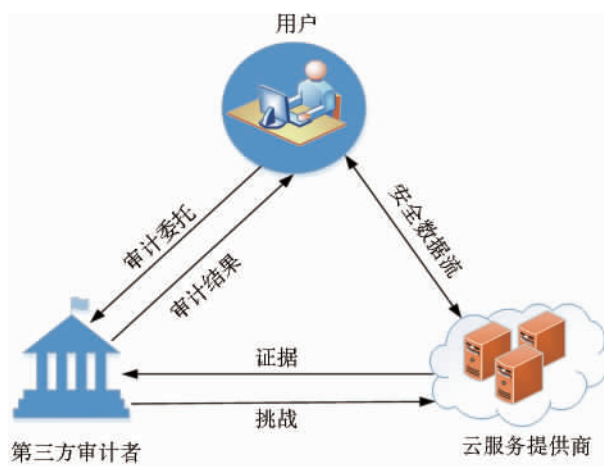 用户
审计委托
审计结果
安全数据流
证据
挑战
第三方审计者
云服务提供商